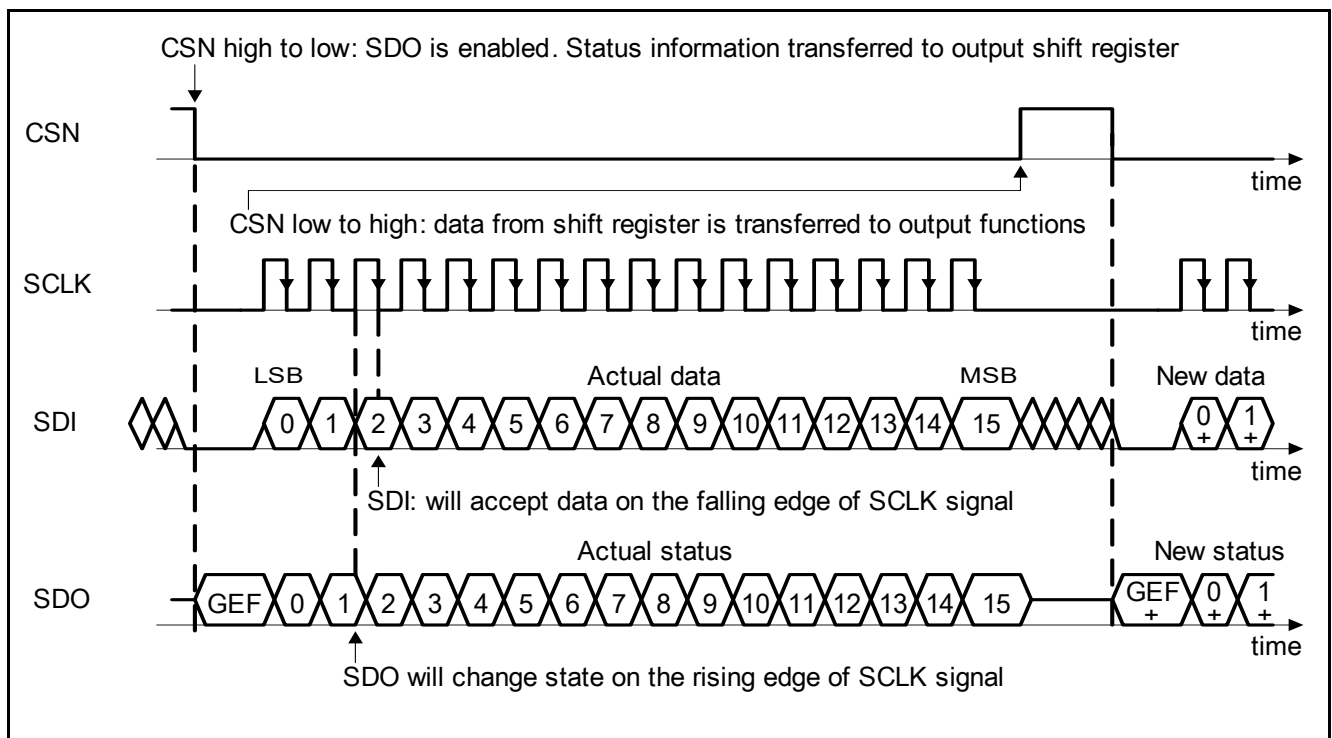 CSN high to low: SDO is enabled. Status information transferred to output shift register
CSN
time
CSN low to high: data from shift register is transferred to output functions
SCLK
time
LSB Actual data MSB New data
SDI 0 1 2 3 4 5 6 7 8 9 10 11 12 13 14 15 0+ 1+
time
SDI: will accept data on the falling edge of SCLK signal
Actual status New status
SDO GEF 0 1 2 3 4 5 6 7 8 9 10 11 12 13 14 15 GEF+ 0+ 1+
time
SDO will change state on the rising edge of SCLK signal